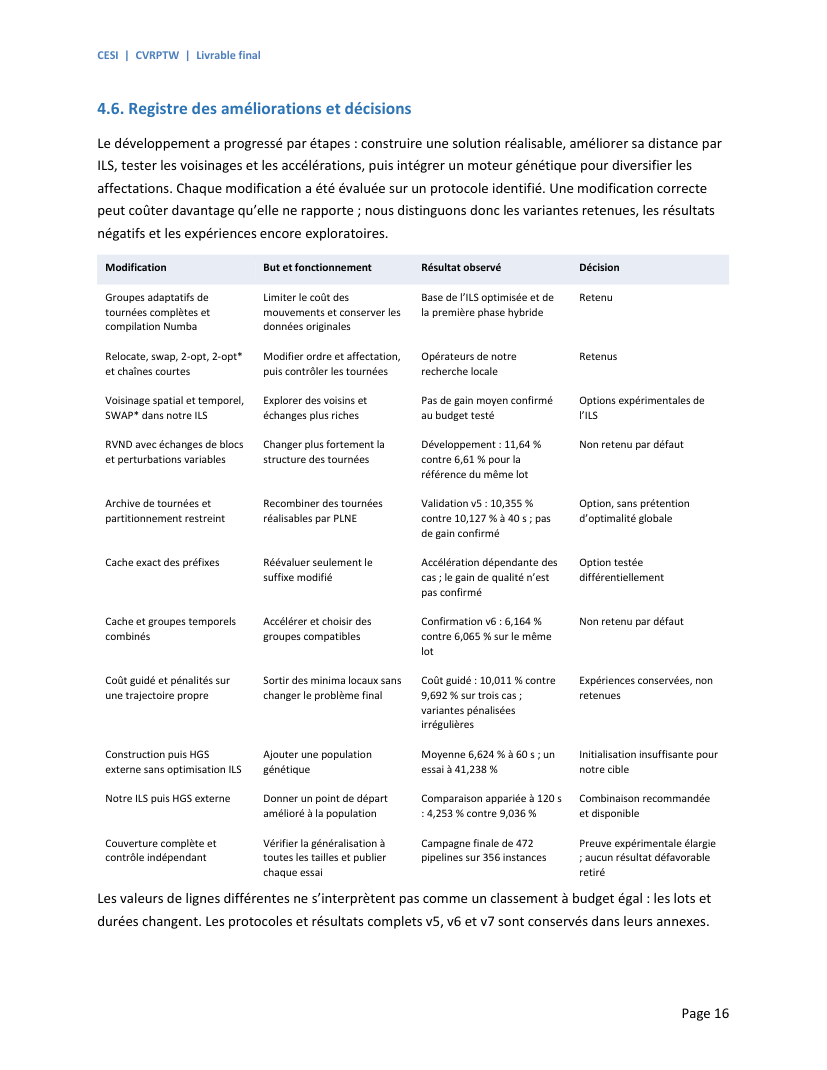 CESI | CVRPTW | Livrable final
4.6. Registre des améliorations et décisions
Le développement a progressé par étapes : construire une solution réalisable, améliorer sa distance par
ILS, tester les voisinages et les accélérations, puis intégrer un moteur génétique pour diversifier les
affectations. Chaque modification a été évaluée sur un protocole identifié. Une modification correcte
peut coûter davantage qu’elle ne rapporte ; nous distinguons donc les variantes retenues, les résultats
négatifs et les expériences encore exploratoires.
Modification
But et fonctionnement
Résultat observé
Décision
Groupes adaptatifs de
tournées complètes et
compilation Numba
Limiter le coût des
mouvements et conserver les
données originales
Base de l’ILS optimisée et de
la première phase hybride
Retenu
Relocate, swap, 2-opt, 2-opt*
et chaînes courtes
Modifier ordre et affectation,
puis contrôler les tournées
Opérateurs de notre
recherche locale
Retenus
Voisinage spatial et temporel,
SWAP* dans notre ILS
Explorer des voisins et
échanges plus riches
Pas de gain moyen confirmé
au budget testé
Options expérimentales de
l’ILS
RVND avec échanges de blocs
et perturbations variables
Changer plus fortement la
structure des tournées
Développement : 11,64 %
contre 6,61 % pour la
référence du même lot
Non retenu par défaut
Archive de tournées et
partitionnement restreint
Recombiner des tournées
réalisables par PLNE
Validation v5 : 10,355 %
contre 10,127 % à 40 s ; pas
de gain confirmé
Option, sans prétention
d’optimalité globale
Cache exact des préfixes
Réévaluer seulement le
suffixe modifié
Accélération dépendante des
cas ; le gain de qualité n’est
pas confirmé
Option testée
différentiellement
Cache et groupes temporels
combinés
Accélérer et choisir des
groupes compatibles
Confirmation v6 : 6,164 %
contre 6,065 % sur le même
lot
Non retenu par défaut
Coût guidé et pénalités sur
une trajectoire propre
Sortir des minima locaux sans
changer le problème final
Coût guidé : 10,011 % contre
9,692 % sur trois cas ;
variantes pénalisées
irrégulières
Expériences conservées, non
retenues
Construction puis HGS
externe sans optimisation ILS
Ajouter une population
génétique
Moyenne 6,624 % à 60 s ; un
essai à 41,238 %
Initialisation insuffisante pour
notre cible
Notre ILS puis HGS externe
Donner un point de départ
amélioré à la population
Comparaison appariée à 120 s
: 4,253 % contre 9,036 %
Combinaison recommandée
et disponible
Couverture complète et
contrôle indépendant
Vérifier la généralisation à
toutes les tailles et publier
chaque essai
Campagne finale de 472
pipelines sur 356 instances
Preuve expérimentale élargie
; aucun résultat défavorable
retiré
Les valeurs de lignes différentes ne s’interprètent pas comme un classement à budget égal : les lots et
durées changent. Les protocoles et résultats complets v5, v6 et v7 sont conservés dans leurs annexes.
Page 16